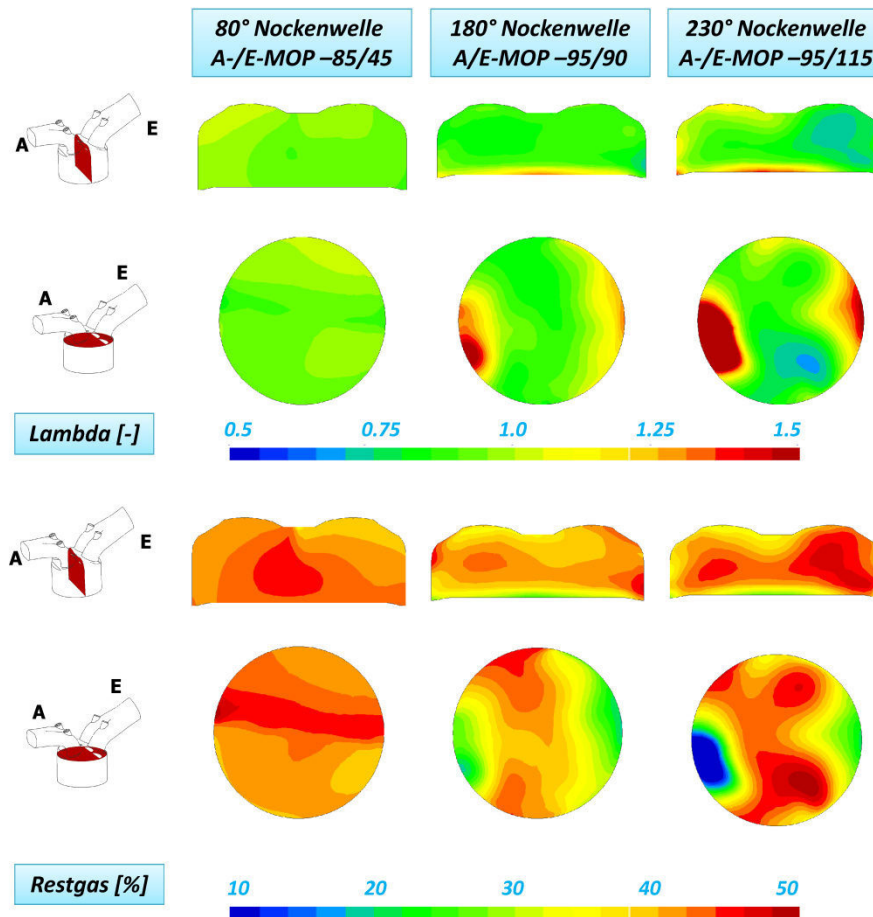 80° Nockenwelle
A-/E-MOP –85/45
180° Nockenwelle
A/E-MOP –95/90
230° Nockenwelle
A-/E-MOP –95/115
A
E
A
E
Lambda [-]
0.5 0.75 1.0 1.25 1.5
A
E
A
E
Restgas [%]
10 20 30 40 50